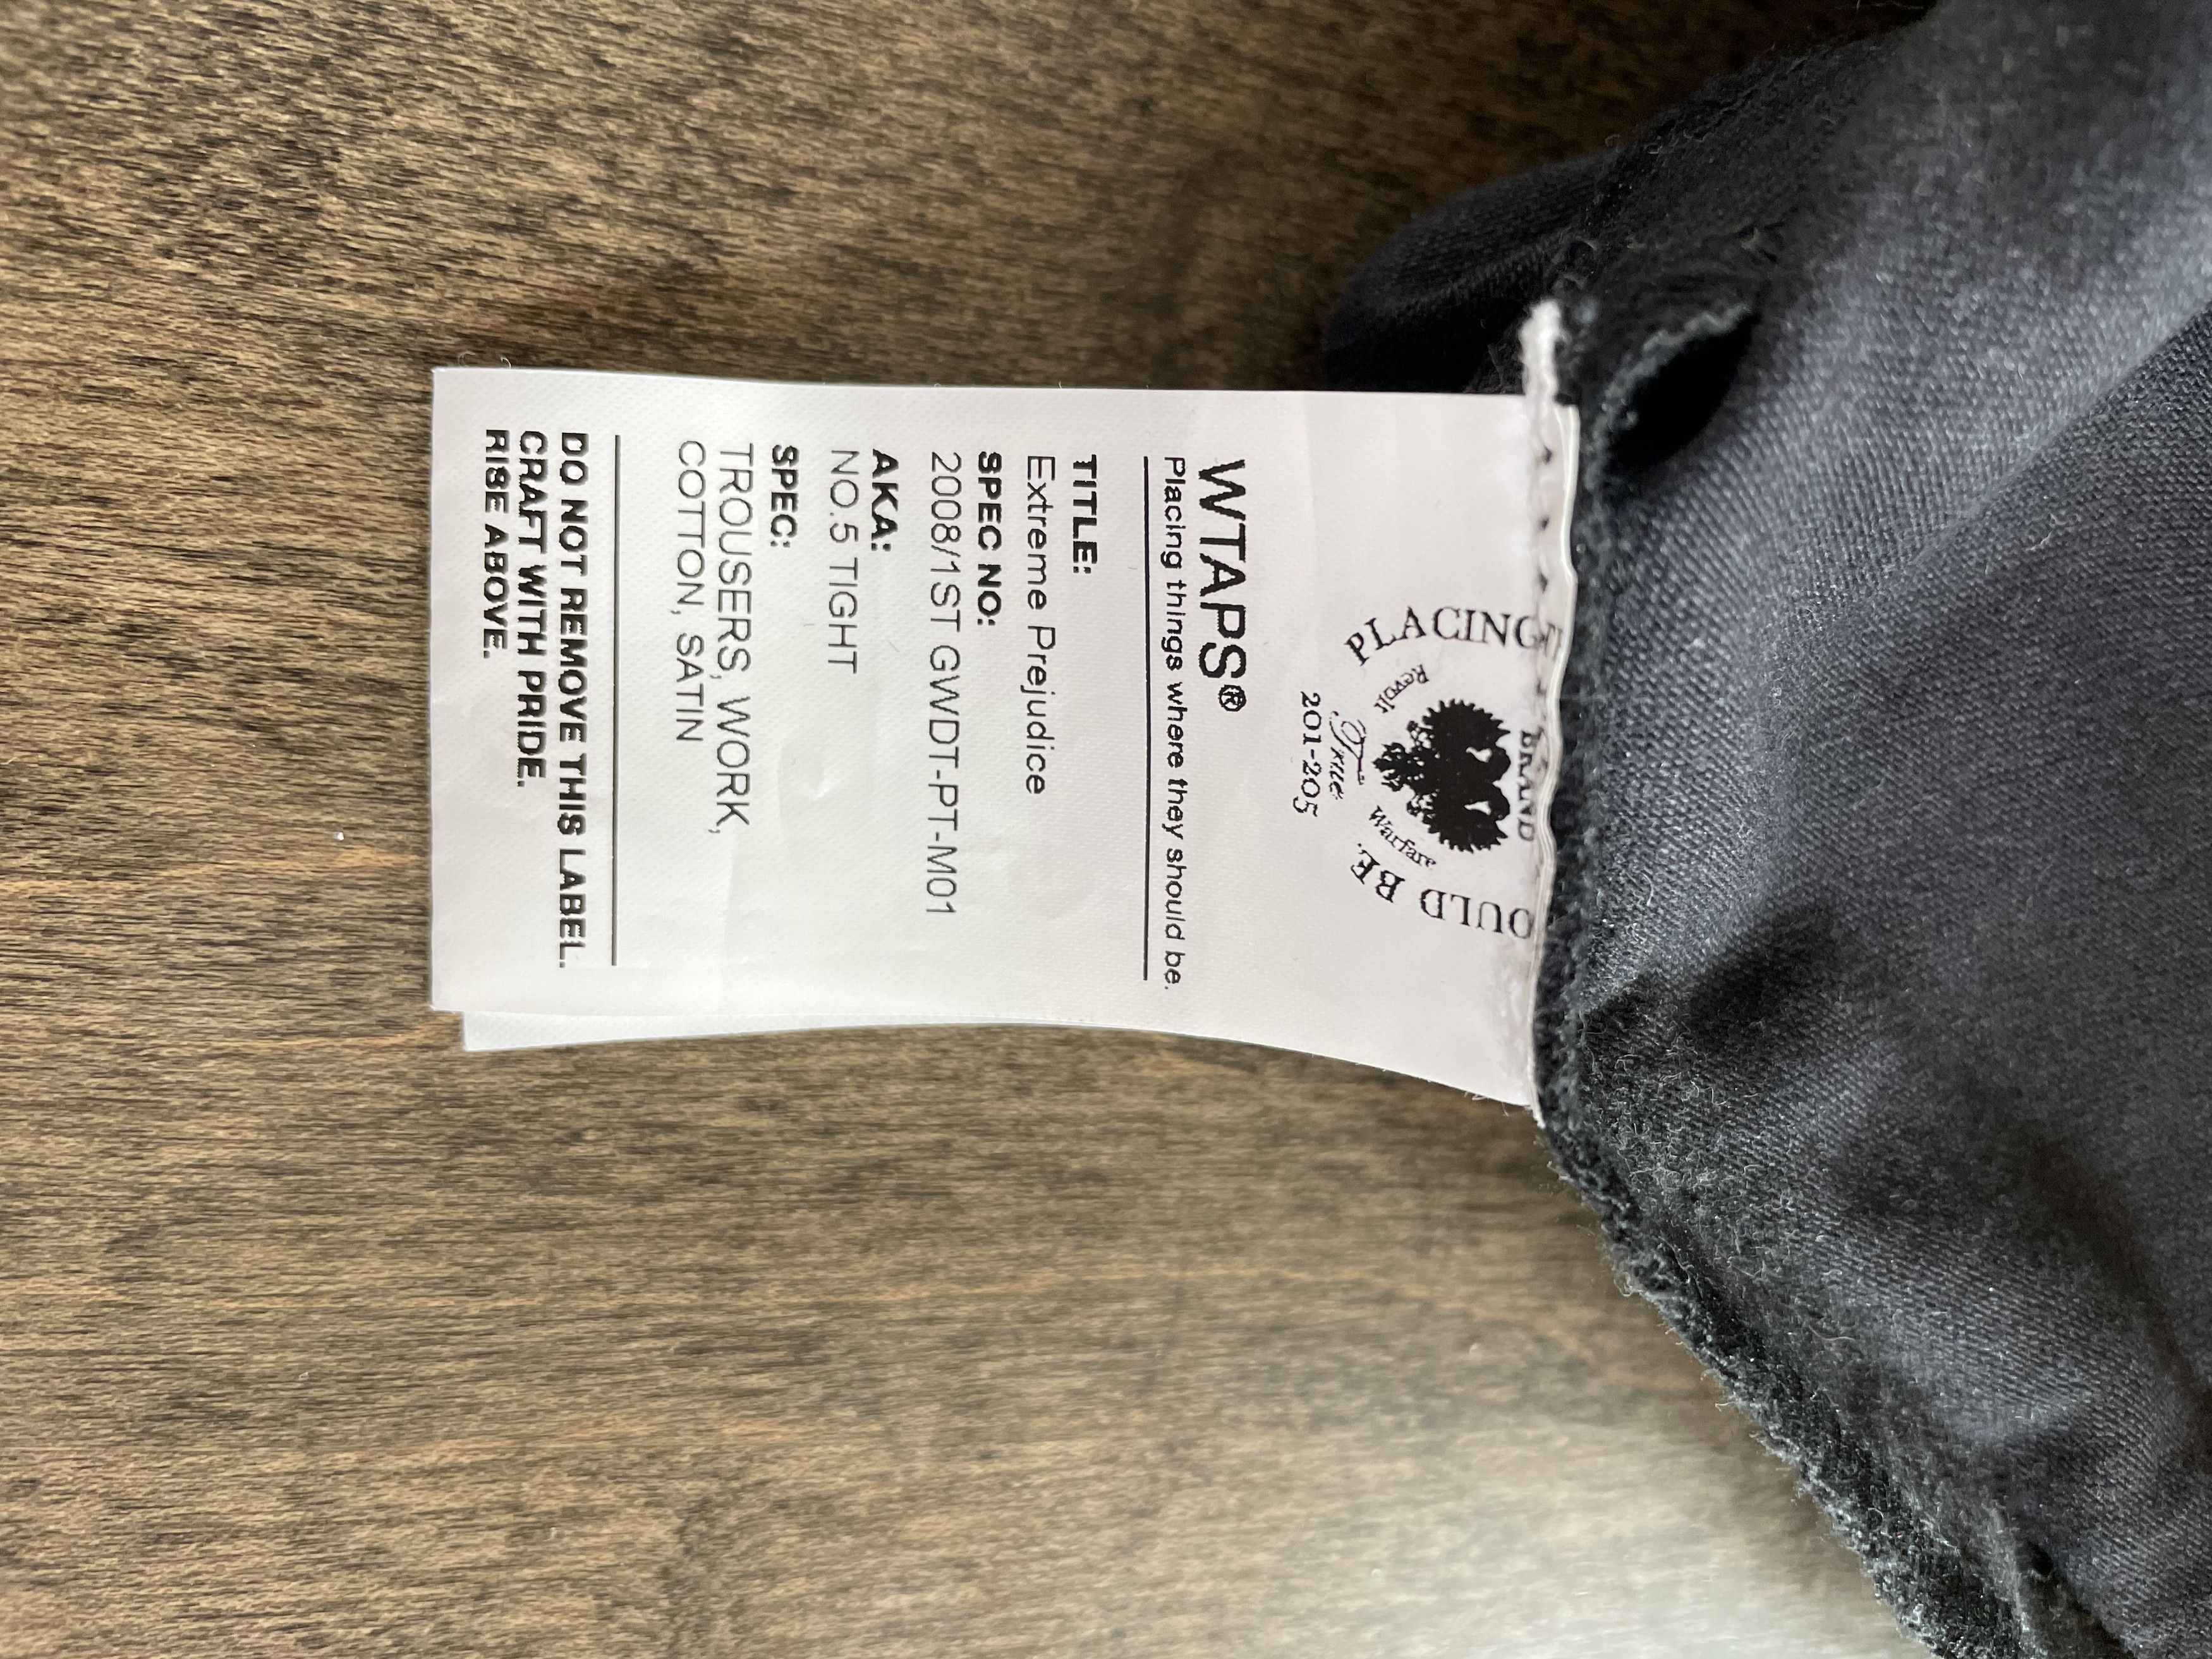 BRAND
PLACING
OULD BE.
Revolt
Warfare
True
201-205
WTAPS®
Placing things where they should be.
TITLE:
Extreme Prejudice
SPEC NO:
2008/1ST GWDT-PT-M01
AKA:
NO.5 TIGHT
SPEC:
TROUSERS, WORK,
COTTON, SATIN
DO NOT REMOVE THIS LABEL.
CRAFT WITH PRIDE.
RISE ABOVE.